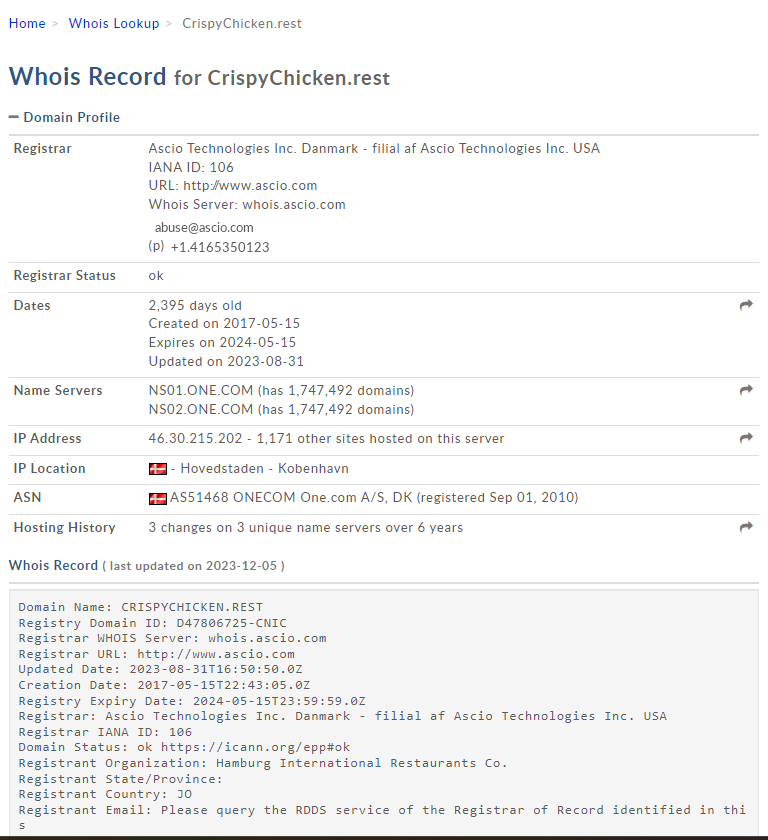 Home > Whois Lookup > CrispyChicken.rest
Whois Record for CrispyChicken.rest
Domain Profile
Registrar Ascio Technologies Inc. Danmark - filial af Ascio Technologies Inc. USA
IANA ID: 106
URL: http://www.ascio.com
Whois Server: whois.ascio.com
abuse@ascio.com
(p) +1.4165350123
Registrar Status ok
Dates 2,395 days old
Created on 2017-05-15
Expires on 2024-05-15
Updated on 2023-08-31
Name Servers NS01.ONE.COM (has 1,747,492 domains)
NS02.ONE.COM (has 1,747,492 domains)
IP Address 46.30.215.202 - 1,171 other sites hosted on this server
IP Location - Hovedstaden - Kobenhavn
ASN AS51468 ONECOM One.com A/S, DK (registered Sep 01, 2010)
Hosting History 3 changes on 3 unique name servers over 6 years
Whois Record ( last updated on 2023-12-05 )
Domain Name: CRISPYCHICKEN.REST
Registry Domain ID: D47806725-CNIC
Registrar WHOIS Server: whois.ascio.com
Registrar URL: http://www.ascio.com
Updated Date: 2023-08-31T16:50:50.0Z
Creation Date: 2017-05-15T22:43:05.0Z
Registry Expiry Date: 2024-05-15T23:59:59.0Z
Registrar: Ascio Technologies Inc. Danmark - filial af Ascio Technologies Inc. USA
Registrar IANA ID: 106
Domain Status: ok https://icann.org/epp#ok
Registrant Organization: Hamburg International Restaurants Co.
Registrant State/Province:
Registrant Country: JO
Registrant Email: Please query the RDDS service of the Registrar of Record identified in thi
s